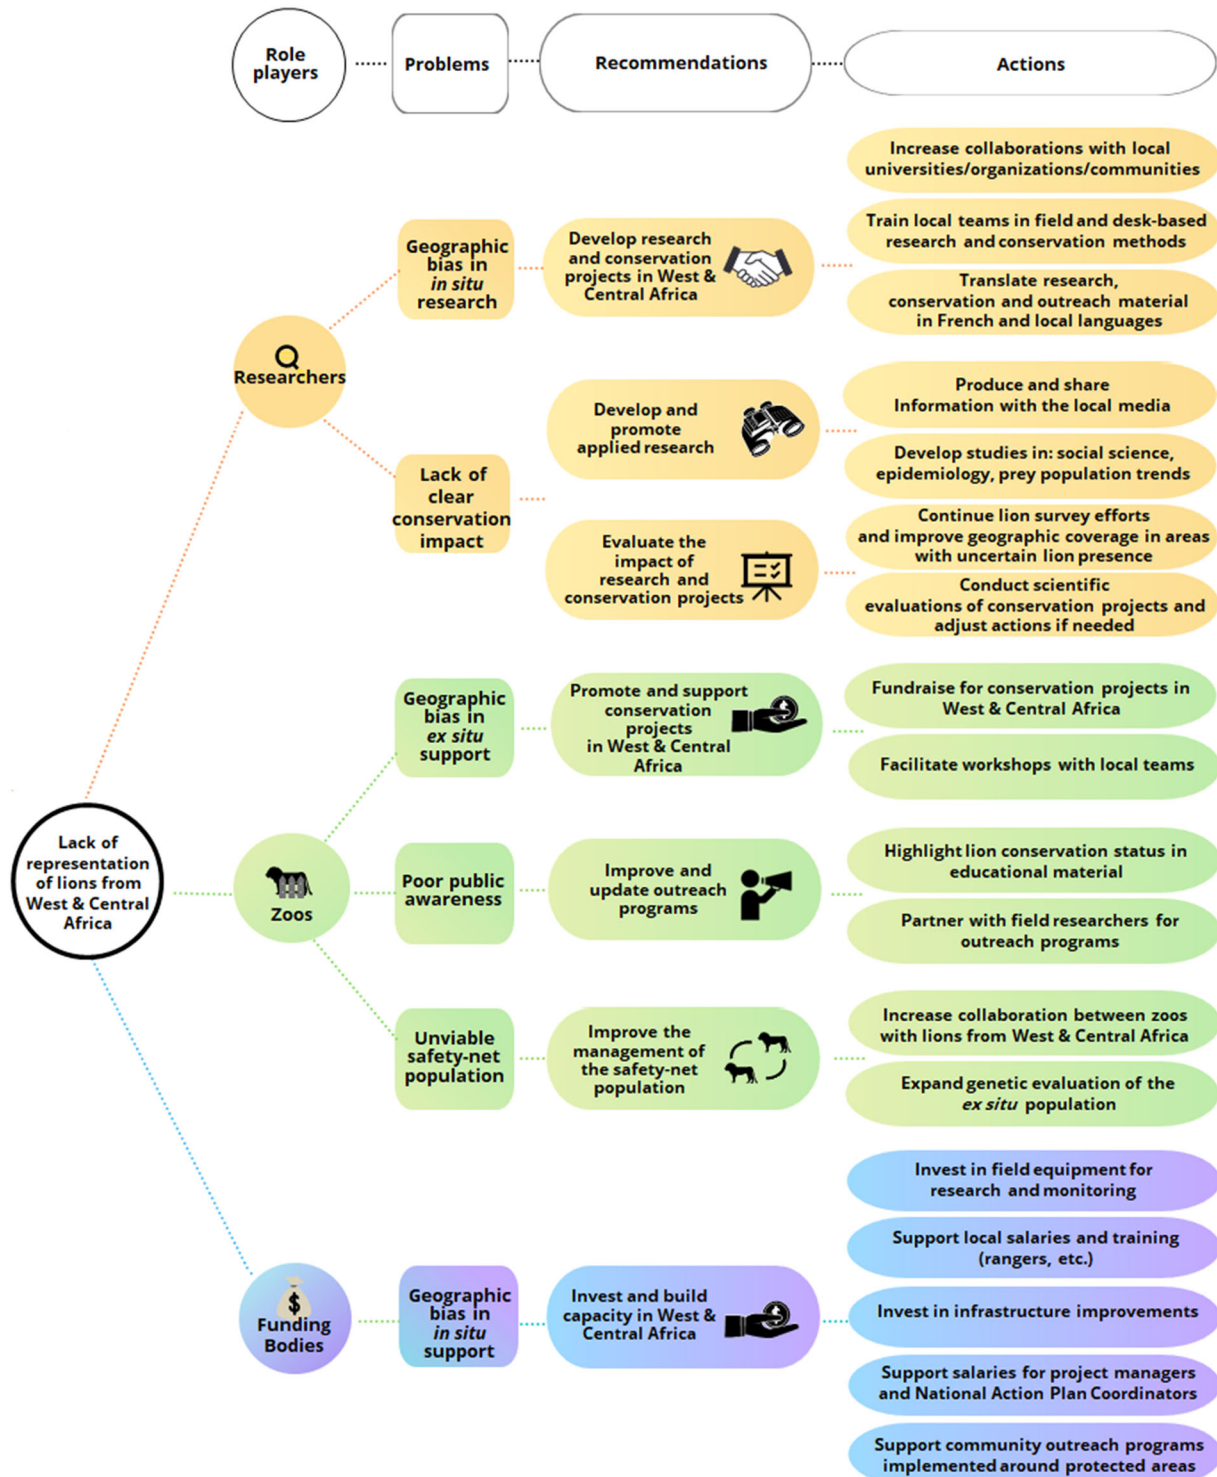 Role
players
Problems
Recommendations
Actions
Lack of
representation
of lions from
West & Central
Africa
Researchers
Geographic
bias in
in situ
research
Develop research
and conservation
projects in West &
Central Africa
Increase collaborations with local
universities/organizations/communities
Train local teams in field and desk-based
research and conservation methods
Translate research,
conservation and outreach material
in French and local languages
Lack of
clear
conservation
impact
Develop and
promote
applied research
Produce and share
Information with the local media
Develop studies in: social science,
epidemiology, prey population trends
Evaluate the
impact of
research and
conservation projects
Continue lion survey efforts
and improve geographic coverage in areas
with uncertain lion presence
Conduct scientific
evaluations of conservation projects and
adjust actions if needed
Zoos
Geographic
bias in
ex situ
support
Promote and support
conservation
projects
in West & Central
Africa
$
Fundraise for conservation projects in
West & Central Africa
Facilitate workshops with local teams
Poor public
awareness
Improve and
update outreach
programs
Highlight lion conservation status in
educational material
Partner with field researchers for
outreach programs
Unviable
safety-net
population
Improve the
management of
the safety-net
population
Increase collaboration between zoos
with lions from West & Central Africa
Expand genetic evaluation of the
ex situ population
$
Funding
Bodies
Geographic
bias in
in situ
support
Invest and build
capacity in West &
Central Africa
$
Invest in field equipment for
research and monitoring
Support local salaries and training
(rangers, etc.)
Invest in infrastructure improvements
Support salaries for project managers
and National Action Plan Coordinators
Support community outreach programs
implemented around protected areas